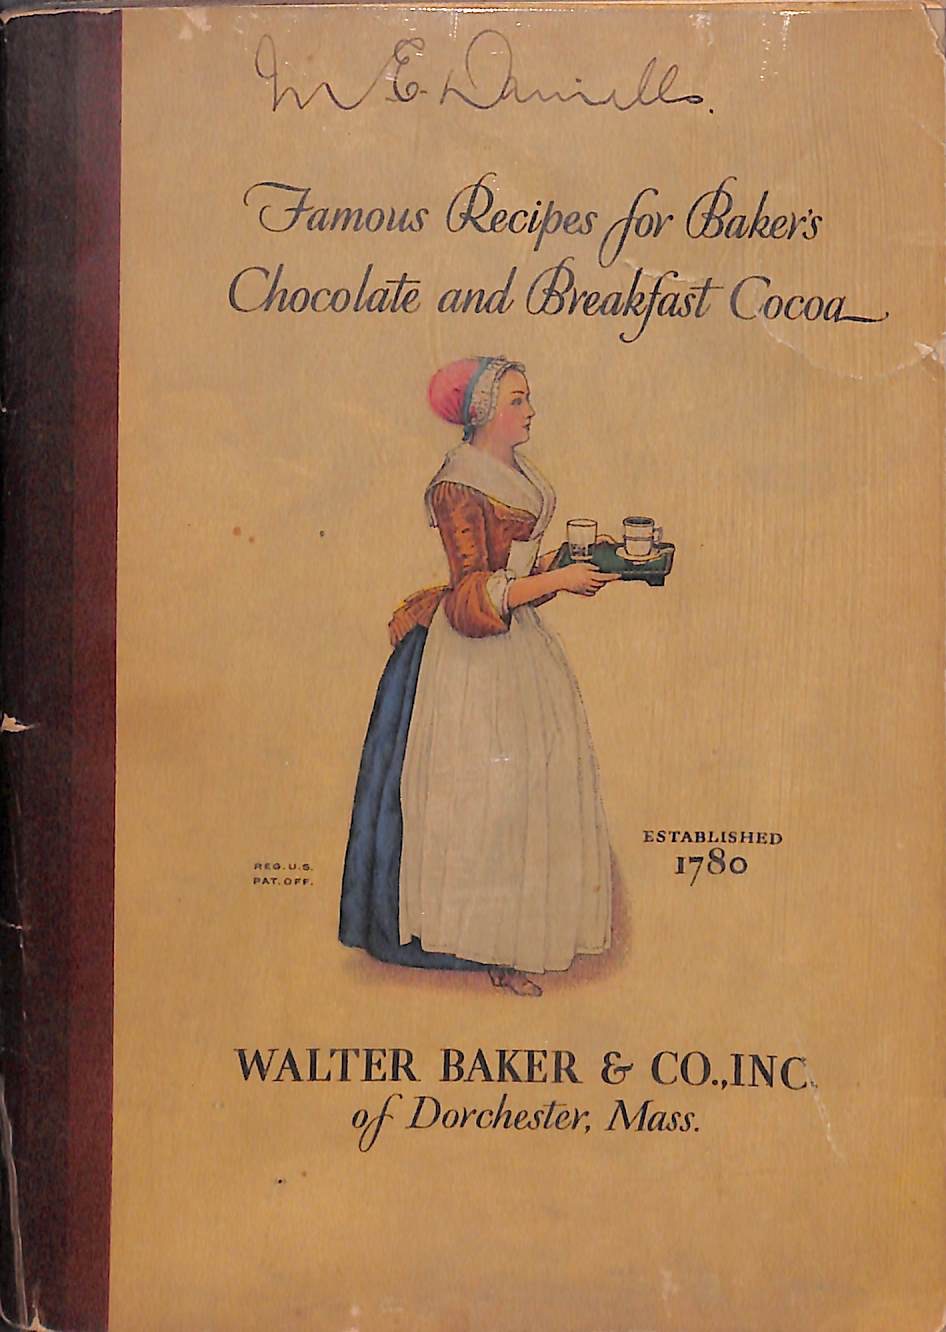 M E. Daniells.
Famous Recipes for Baker's
Chocolate and Breakfast Cocoa
ESTABLISHED
1780
REG. U.S.
PAT. OFF.
WALTER BAKER & CO., INC.
of Dorchester, Mass.